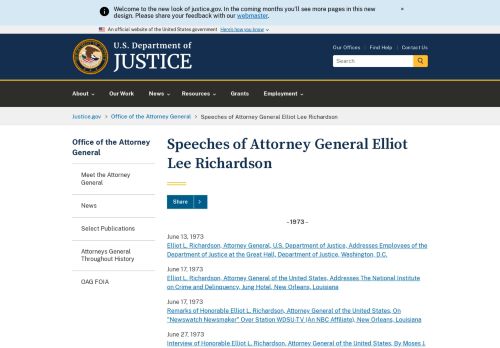 Welcome to the new look of justice.gov. In the coming months you'll see more pages in this new
design. Please share your feedback with our webmaster.
×
An official website of the United States government Here's how you know
U.S. Department of
JUSTICE
Our Offices | Find Help | Contact Us
Search
About Our Work News Resources Grants Employment
Justice.gov > Office of the Attorney General > Speeches of Attorney General Elliot Lee Richardson
Office of the Attorney
General
Meet the Attorney
General
News
Select Publications
Attorneys General
Throughout History
OAG FOIA
Speeches of Attorney General Elliot
Lee Richardson
Share >
– 1973 –
June 13, 1973
Elliot L. Richardson, Attorney General, U.S. Department of Justice, Addresses Employees of the
Department of Justice at the Great Hall, Department of Justice, Washington, D.C.
June 17, 1973
Elliot L. Richardson, Attorney General of the United States, Addresses The National Institute
on Crime and Delinquency, Jung Hotel, New Orleans, Louisiana
June 17, 1973
Remarks of Honorable Elliot L. Richardson, Attorney General of the United States, On
"Newswatch Newsmaker" Over Station WDSU-TV (An NBC Affiliate), New Orleans, Louisiana
June 27, 1973
Interview of Honorable Elliot L. Richardson, Attorney General of the United States, By Moses J.